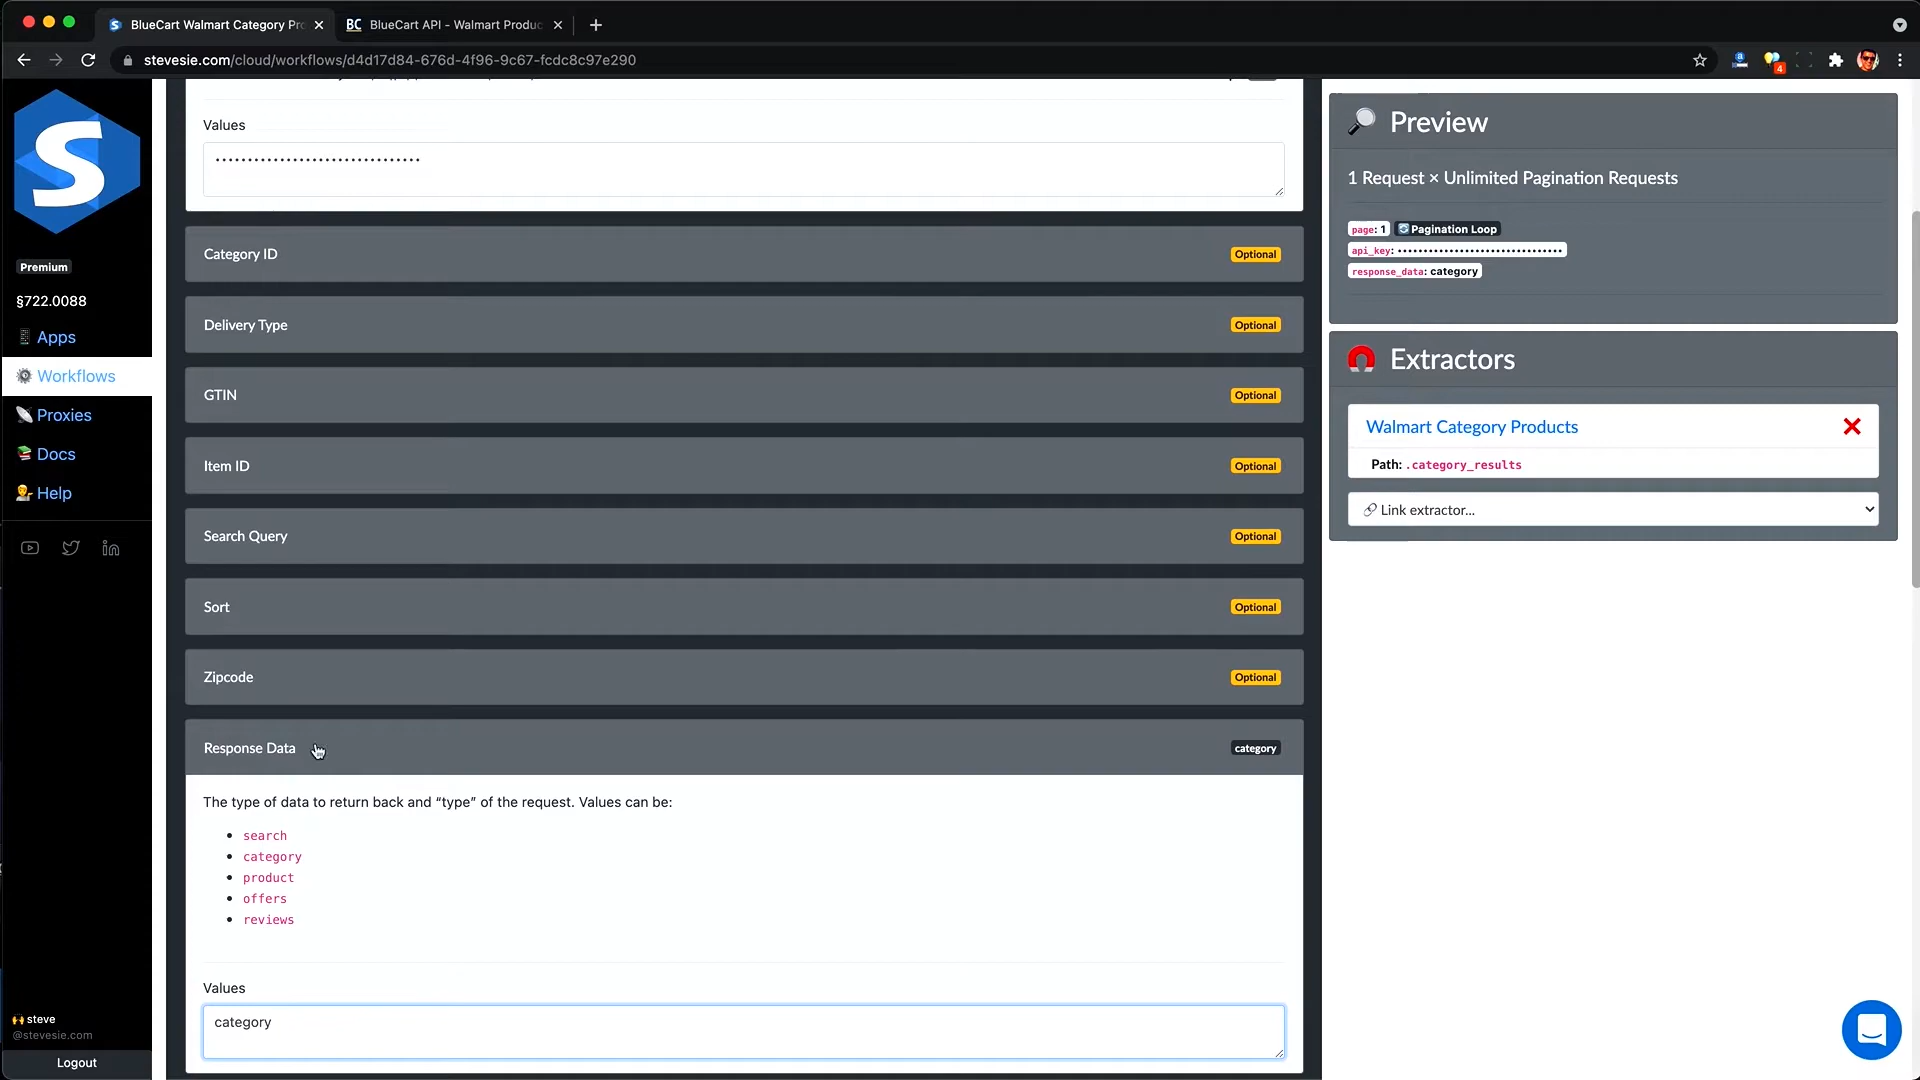 BlueCart Walmart Category Pr
BC BlueCart API - Walmart Produc
stevesie.com/cloud/workflows/d4d17d84-676d-4f96-9c67-fcdc8c97e290
4
S
Premium
§722.0088
Apps
Workflows
Proxies
Docs
Help
steve
@stevesie.com
Logout
Values
••••••••••••••••••••••••••••••••
Category ID Optional
Delivery Type Optional
GTIN Optional
Item ID Optional
Search Query Optional
Sort Optional
Zipcode Optional
Response Data category
The type of data to return back and “type” of the request. Values can be:
• search
• category
• product
• offers
• reviews
Values
category
Preview
1 Request × Unlimited Pagination Requests
page: 1 Pagination Loop
api_key: ••••••••••••••••••••••••••••••••
response_data: category
Extractors
Walmart Category Products
Path: .category_results
Link extractor...